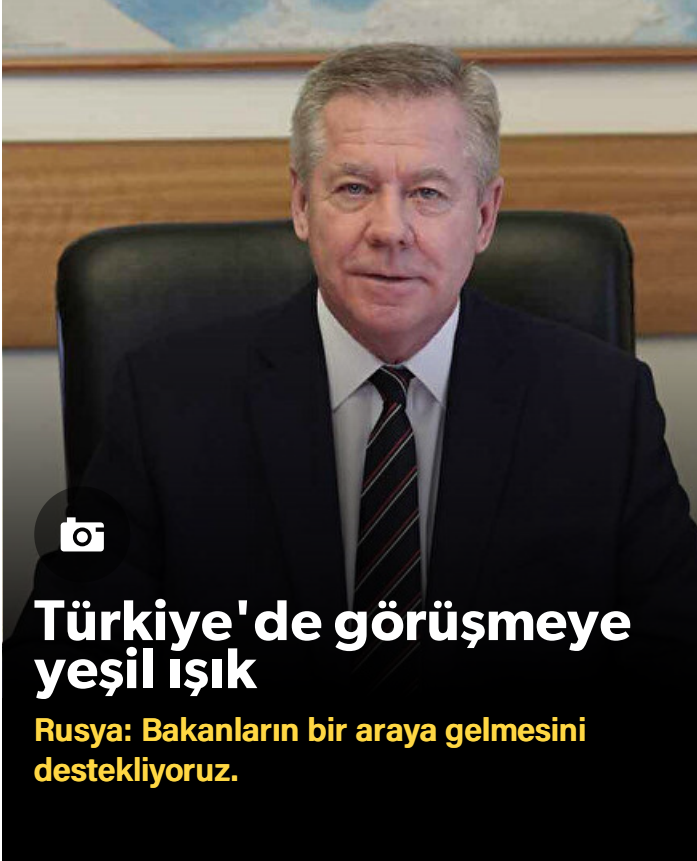 Türkiye'de görüşmeye
yeşil ışık
Rusya: Bakanların bir araya gelmesini
destekliyoruz.